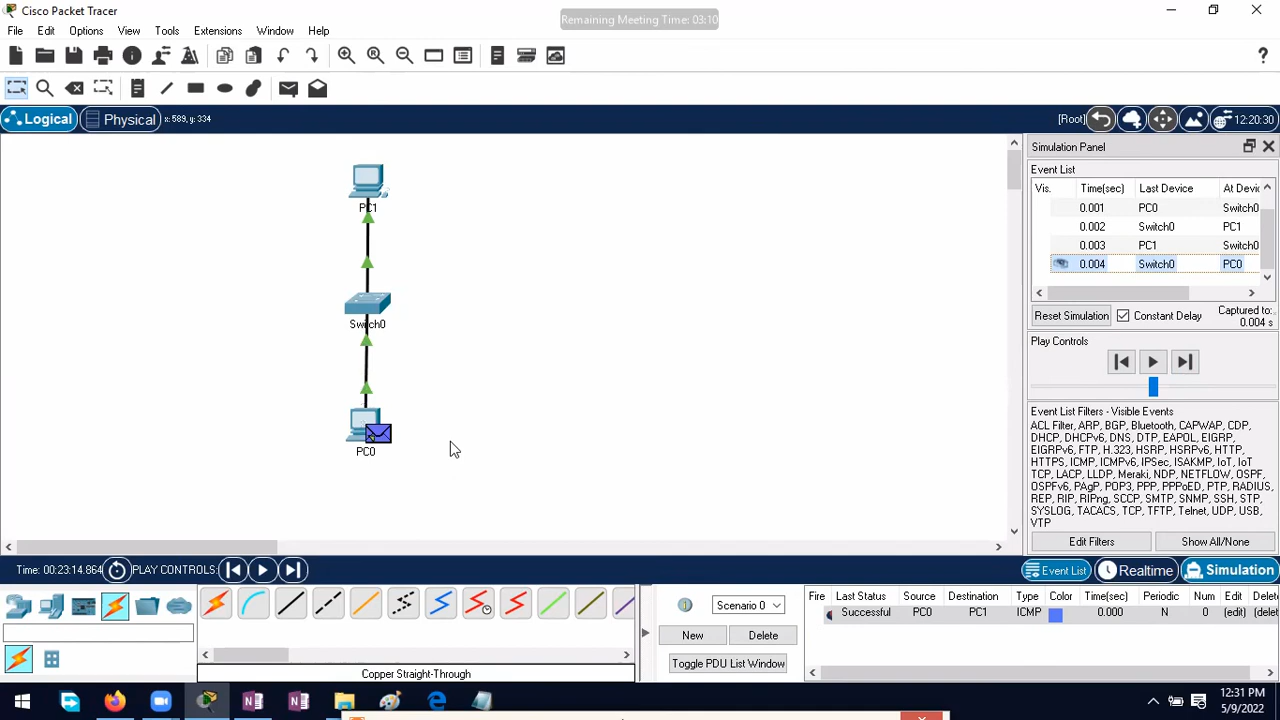 Cisco Packet Tracer
Remaining Meeting Time: 03:10
File Edit Options View Tools Extensions Window Help
Logical Physical x: 589, y: 334 [Root] 12:20:30
Simulation Panel
Event List
Vis. Time(sec) Last Device
0.001 PC0 Switch0
0.002 Switch0 PC1
0.003 PC1 Switch0
0.004 Switch0 PC0
Reset Simulation Constant Delay Captured to:
0.004 s
Play Controls
Event List Filters - Visible Events
ACL Filter, ARP, BGP, Bluetooth, CAPWAP, CDP,
DHCP, DHCPv6, DNS, DTP, EAPOL, EIGRP,
EIGRPv6, FTP, H.323, HSRP, HSRPv6, HTTP,
HTTPS, ICMP, ICMPv6, IPSec, ISAKMP, IoT, IoT
TCP, LACP, LLDP, Meraki, NDP, NETFLOW, OSPF,
OSPFv6, PAgP, POP3, PPP, PPPoED, PTP, RADIUS,
REP, RIP, RIPng, SCCP, SMTP, SNMP, SSH, STP,
SYSLOG, TACACS, TCP, TFTP, Telnet, UDP, USB,
VTP
Edit Filters Show All/None
PC1
Switch0
PC0
Time: 00:23:14.864 PLAY CONTROLS: Event List Realtime Simulation
Scenario 0
New Delete
Toggle PDU List Window
Fire Last Status Source Destination Type Color Time(sec) Periodic Num Edit Delete
Successful PC0 PC1 ICMP 0.000 N 0 (edit)
Copper Straight-Through
12:31 PM
5/9/2022